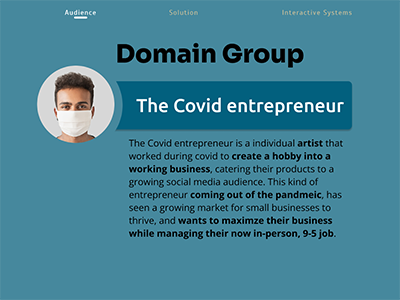 Audience Solution Interactive Systems
Domain Group
The Covid entrepreneur
The Covid entrepreneur is a individual artist that
worked during covid to create a hobby into a
working business, catering their products to a
growing social media audience. This kind of
entrepreneur coming out of the pandmeic, has
seen a growing market for small businesses to
thrive, and wants to maximze their business
while managing their now in-person, 9-5 job.